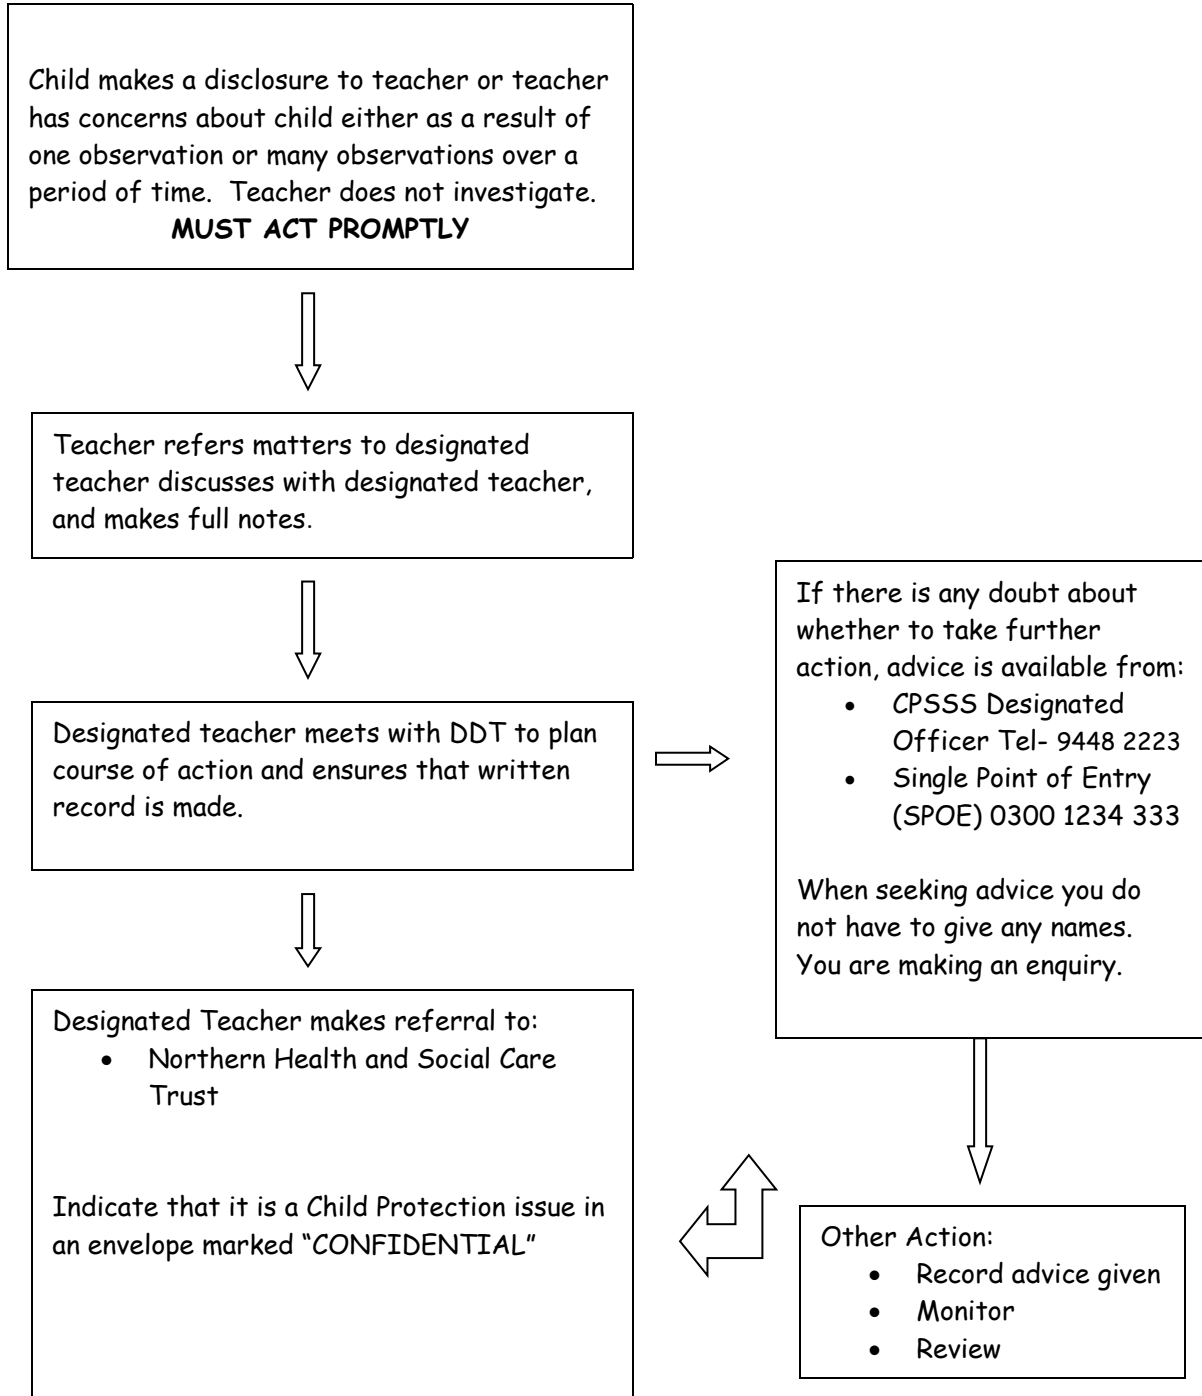 Child makes a disclosure to teacher or teacher
has concerns about child either as a result of
one observation or many observations over a
period of time.  Teacher does not investigate.
MUST ACT PROMPTLY
Teacher refers matters to designated
teacher discusses with designated teacher,
and makes full notes.
Designated teacher meets with DDT to plan
course of action and ensures that written
record is made.
If there is any doubt about
whether to take further
action, advice is available from:
• CPSSS Designated
Officer Tel- 9448 2223
• Single Point of Entry
(SPOE) 0300 1234 333
When seeking advice you do
not have to give any names.
You are making an enquiry.
Designated Teacher makes referral to:
• Northern Health and Social Care
Trust
Indicate that it is a Child Protection issue in
an envelope marked “CONFIDENTIAL”
Other Action:
• Record advice given
• Monitor
• Review